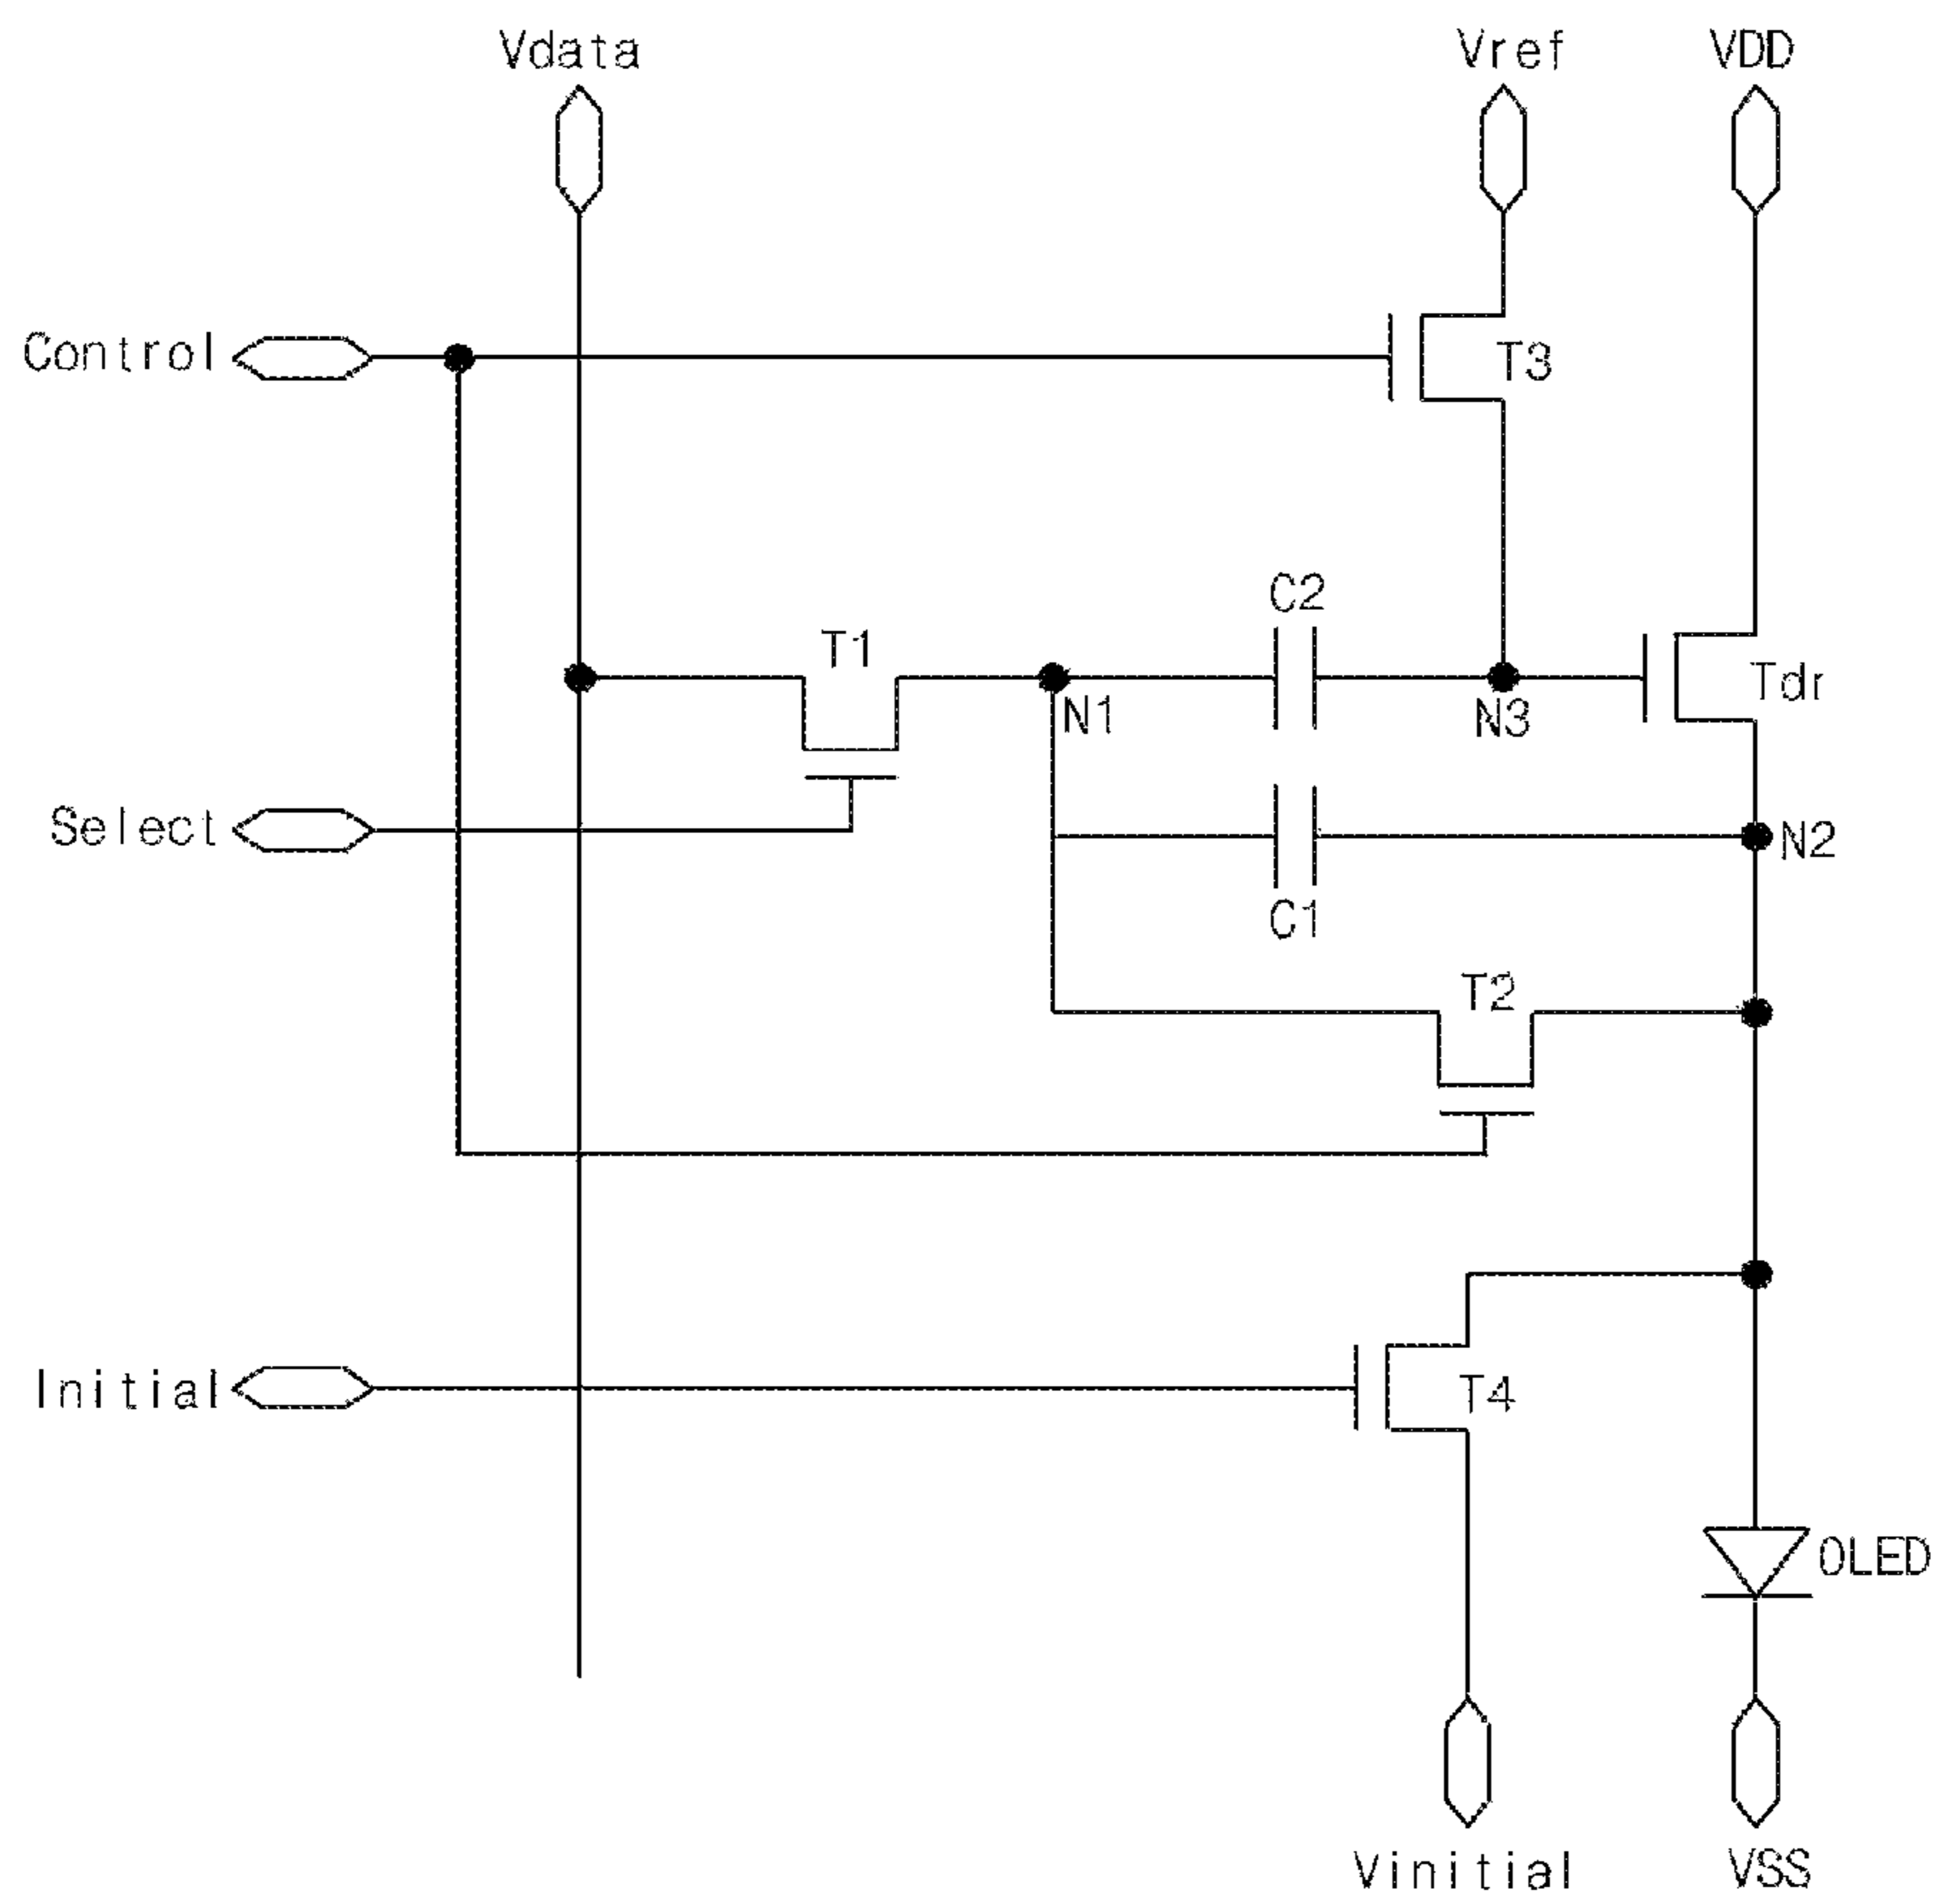 Vdata
Vref
VDD
Control
T3
C2
T1
Tdr
N1
N3
Select
N2
C1
T2
Initial
T4
OLED
Vinitial
VSS